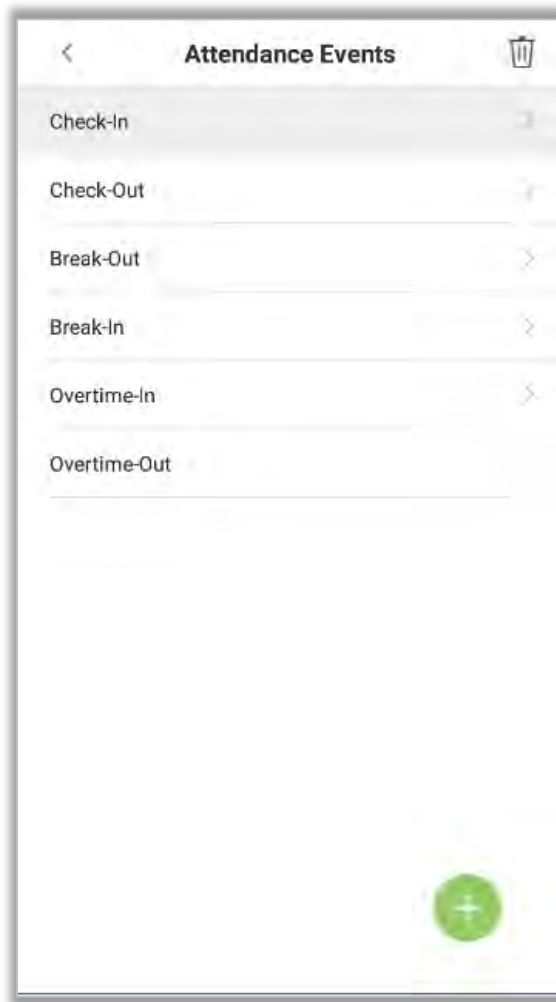 Attendance Events
Check-In
Check-Out
Break-Out
Break-In
Overtime-In
Overtime-Out